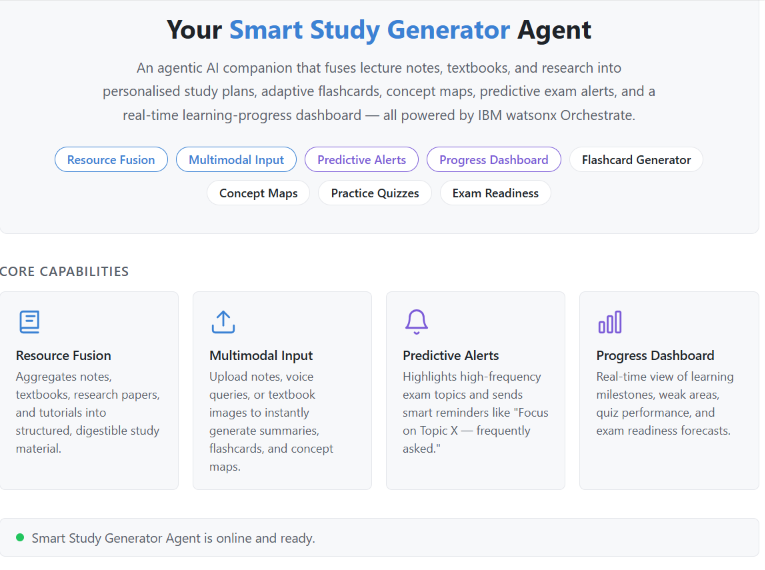 Your Smart Study Generator Agent
An agentic AI companion that fuses lecture notes, textbooks, and research into
personalised study plans, adaptive flashcards, concept maps, predictive exam alerts, and a
real-time learning-progress dashboard — all powered by IBM watsonx Orchestrate.
Resource Fusion
Multimodal Input
Predictive Alerts
Progress Dashboard
Flashcard Generator
Concept Maps
Practice Quizzes
Exam Readiness
CORE CAPABILITIES
Resource Fusion
Aggregates notes,
textbooks, research papers,
and tutorials into
structured, digestible study
material.
Multimodal Input
Upload notes, voice
queries, or textbook
images to instantly
generate summaries,
flashcards, and concept
maps.
Predictive Alerts
Highlights high-frequency
exam topics and sends
smart reminders like "Focus
on Topic X — frequently
asked."
Progress Dashboard
Real-time view of learning
milestones, weak areas,
quiz performance, and
exam readiness forecasts.
Smart Study Generator Agent is online and ready.